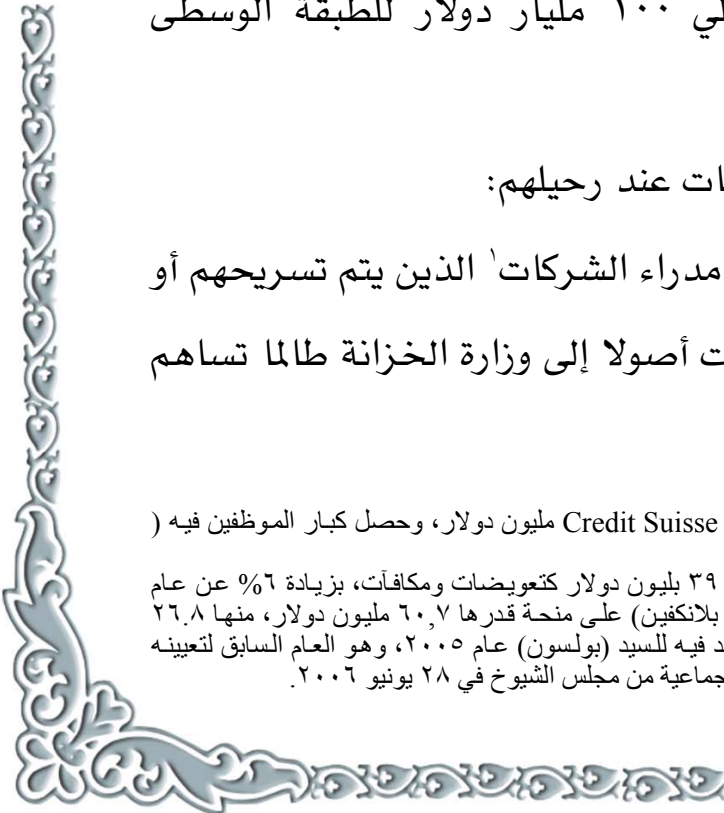 لي ١٠٠ مليار دولار للطبقة الوسطى
ات عند رحيلهم:
مدراء الشركات١ الذين يتم تسريحهم أو
ت أصولا إلى وزارة الخزانة طالما تساهم
Credit Suisse مليون دولار، وحصل كبار الموظفين فيه (
٣٩ بليون دولار كتعويضات ومكافآت، بزيادة ٦% عن عام
بلانكفين) على منحة قدرها ٦٠,٧ مليون دولار، منها ٢٦.٨
د فيه للسيد (بولسون) عام ٢٠٠٥، وهو العام السابق لتعيينه
جماعية من مجلس الشيوخ في ٢٨ يونيو ٢٠٠٦.